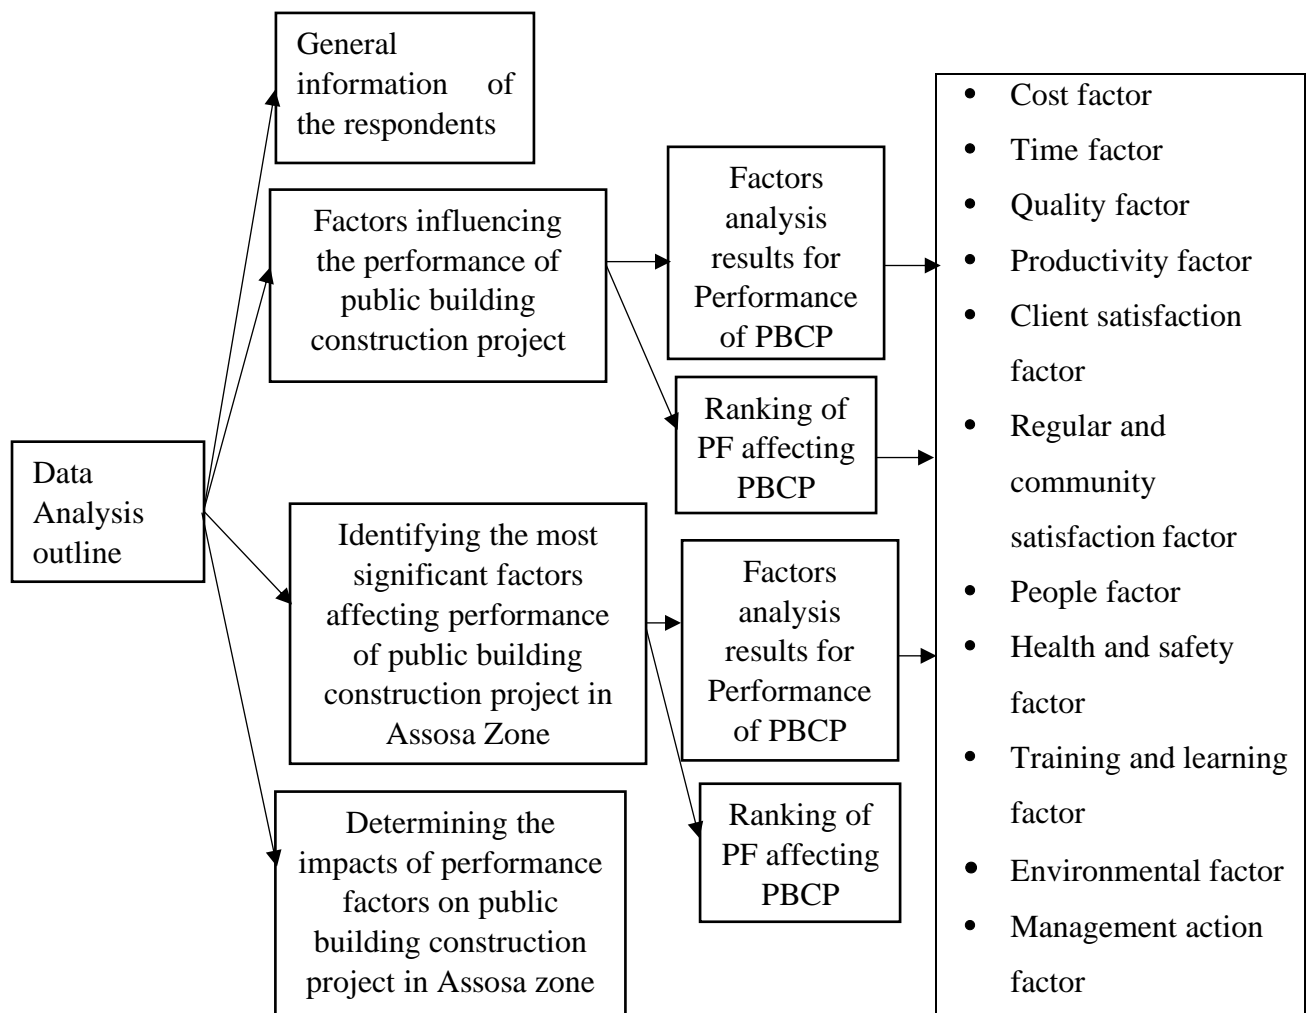 Data
Analysis
outline
General
information of
the respondents
Factors influencing
the performance of
public building
construction project
Identifying the most
significant factors
affecting performance
of public building
construction project in
Assosa Zone
Determining the
impacts of performance
factors on public
building construction
project in Assosa zone
Factors
analysis
results for
Performance
of PBCP
Ranking of
PF affecting
PBCP
Factors
analysis
results for
Performance
of PBCP
Ranking of
PF affecting
PBCP
• Cost factor
• Time factor
• Quality factor
• Productivity factor
• Client satisfaction
factor
• Regular and
community
satisfaction factor
• People factor
• Health and safety
factor
• Training and learning
factor
• Environmental factor
• Management action
factor